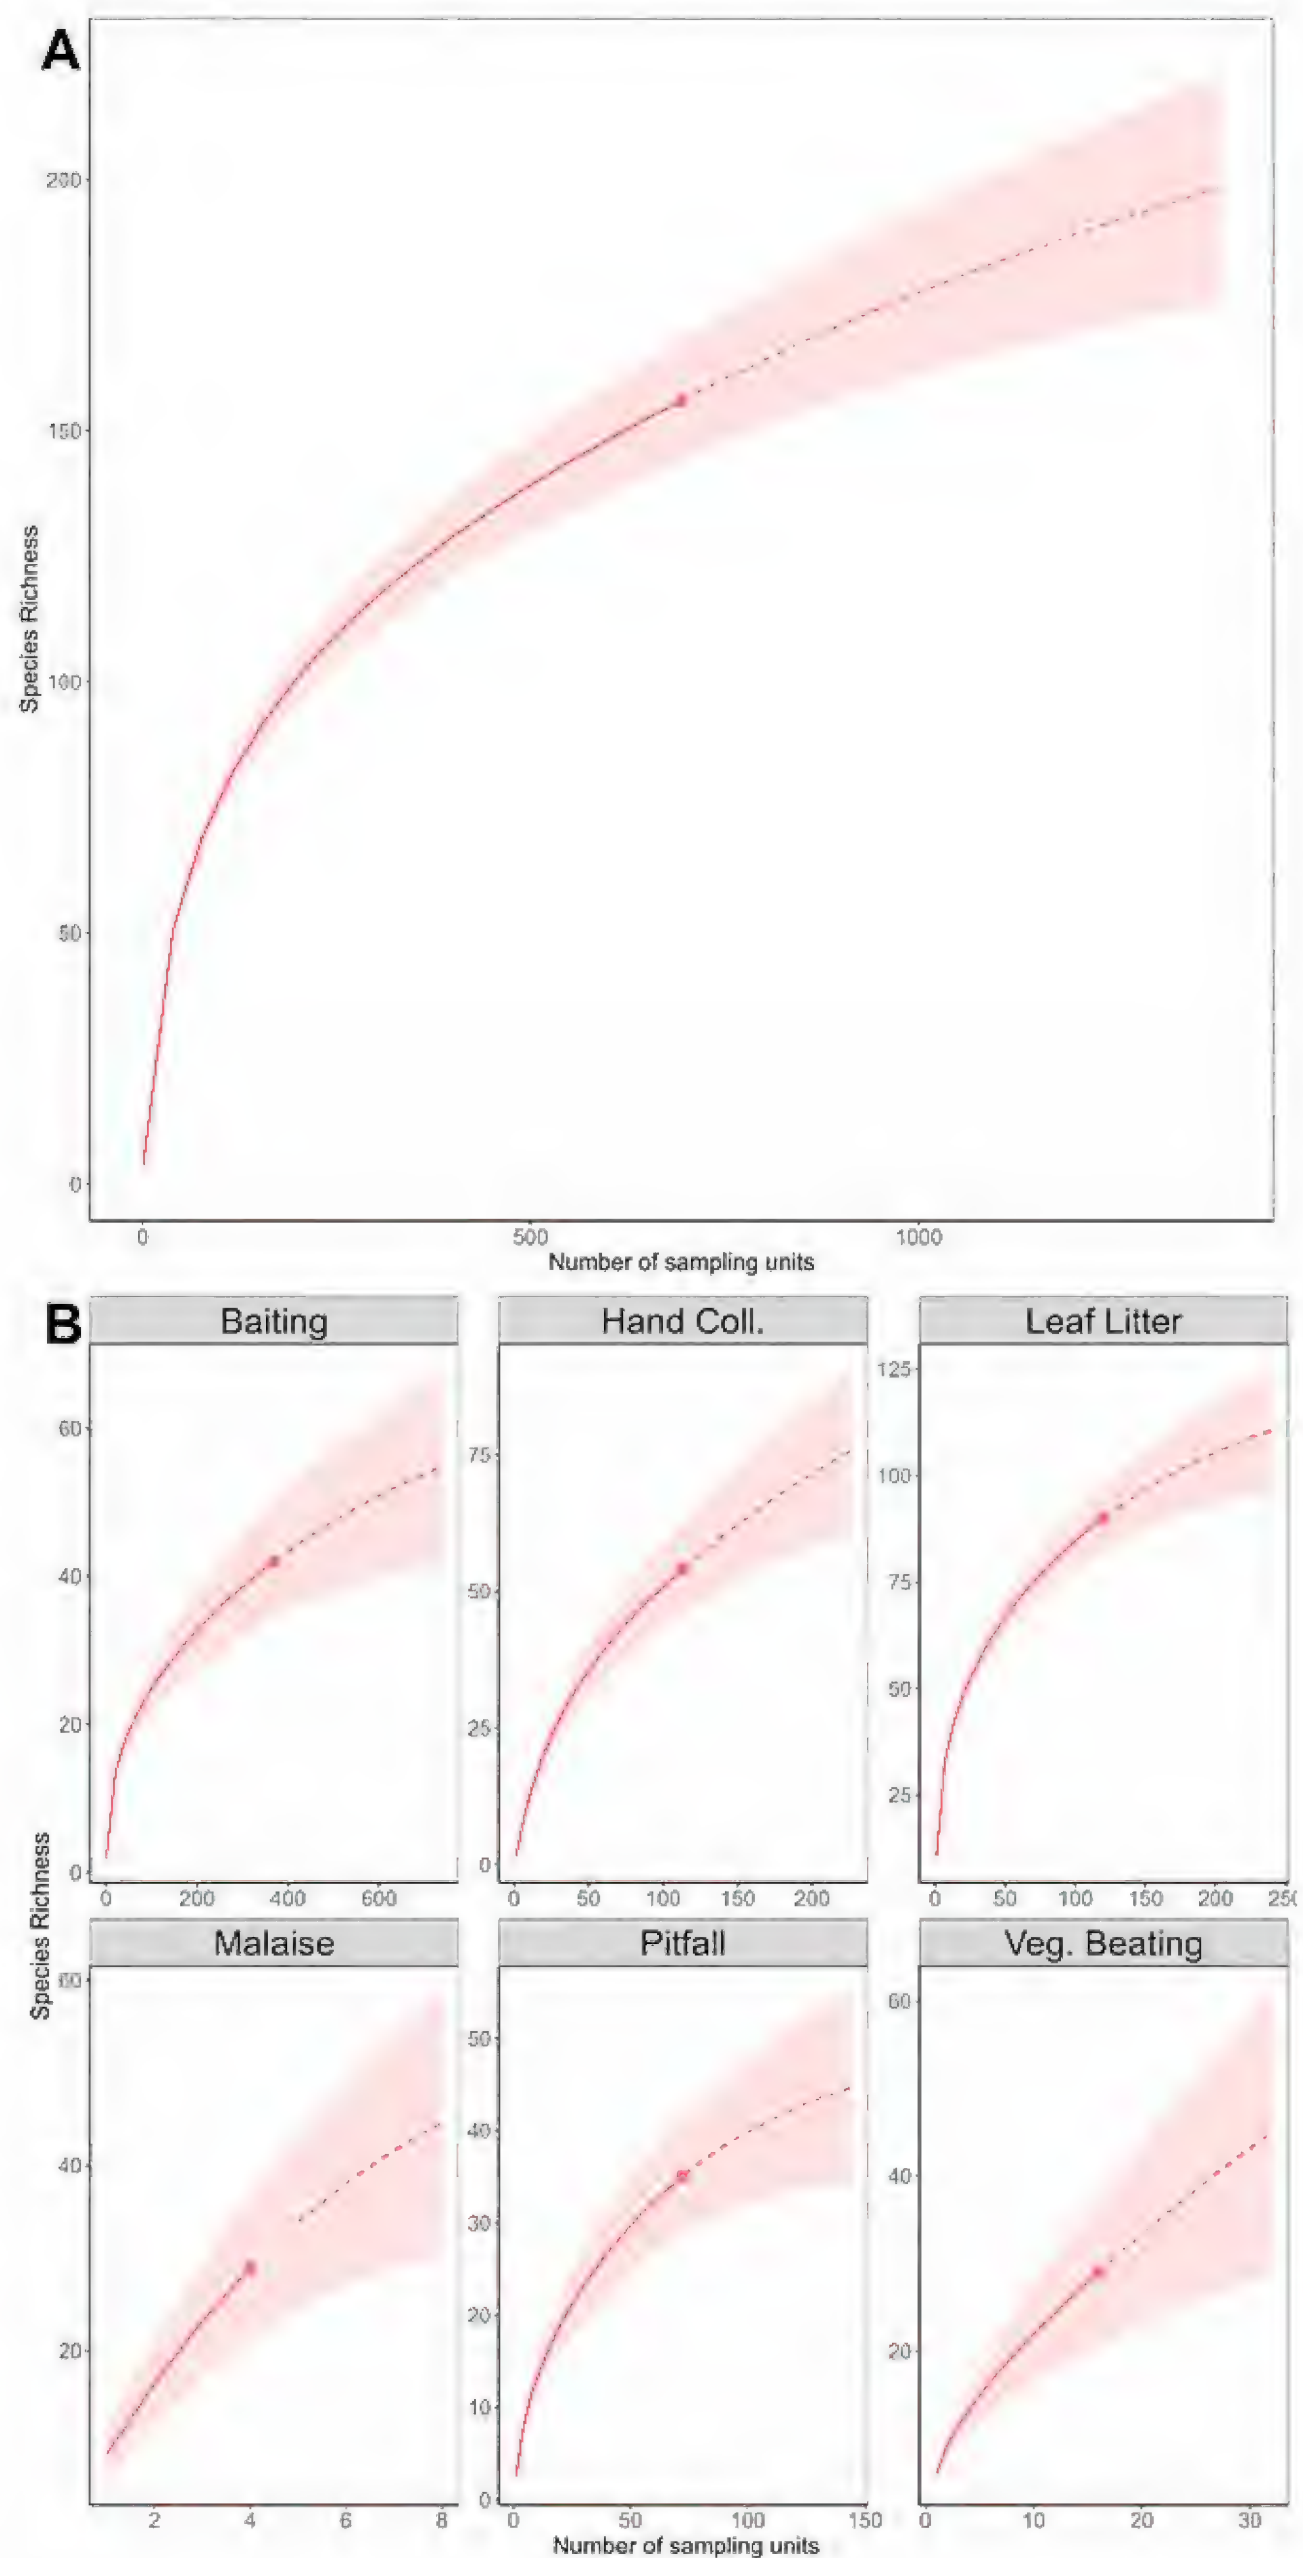 A
200
150
100
50
0
Species Richness
0 500 1000
Number of sampling units
B
Baiting Hand Coll. Leaf Litter
60
40
20
0
75
50
25
0
125
100
75
50
25
0 200 400 600
0 50 100 150 200
0 50 100 150 200 250
Species Richness
Malaise Pitfall Veg. Beating
60
40
20
50
40
30
20
10
0
60
40
20
2 4 6 8
0 50 100 150
0 10 20 30
Number of sampling units